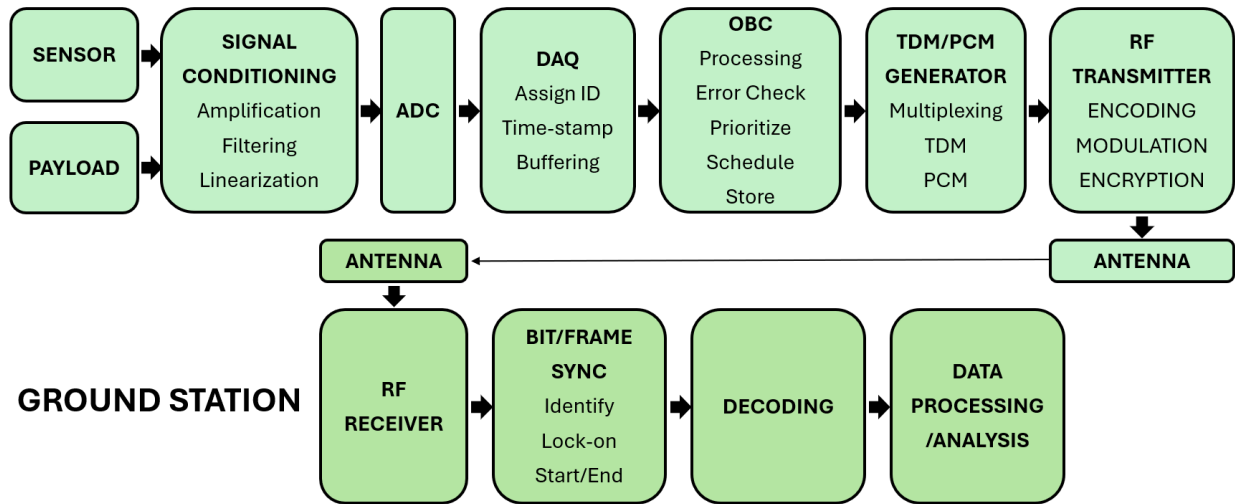 SENSOR
PAYLOAD
SIGNAL
CONDITIONING
Amplification
Filtering
Linearization
ADC
DAQ
Assign ID
Time-stamp
Buffering
OBC
Processing
Error Check
Prioritize
Schedule
Store
TDM/PCM
GENERATOR
Multiplexing
TDM
PCM
RF
TRANSMITTER
ENCODING
MODULATION
ENCRYPTION
ANTENNA
ANTENNA
GROUND STATION
RF
RECEIVER
BIT/FRAME
SYNC
Identify
Lock-on
Start/End
DECODING
DATA
PROCESSING
/ANALYSIS